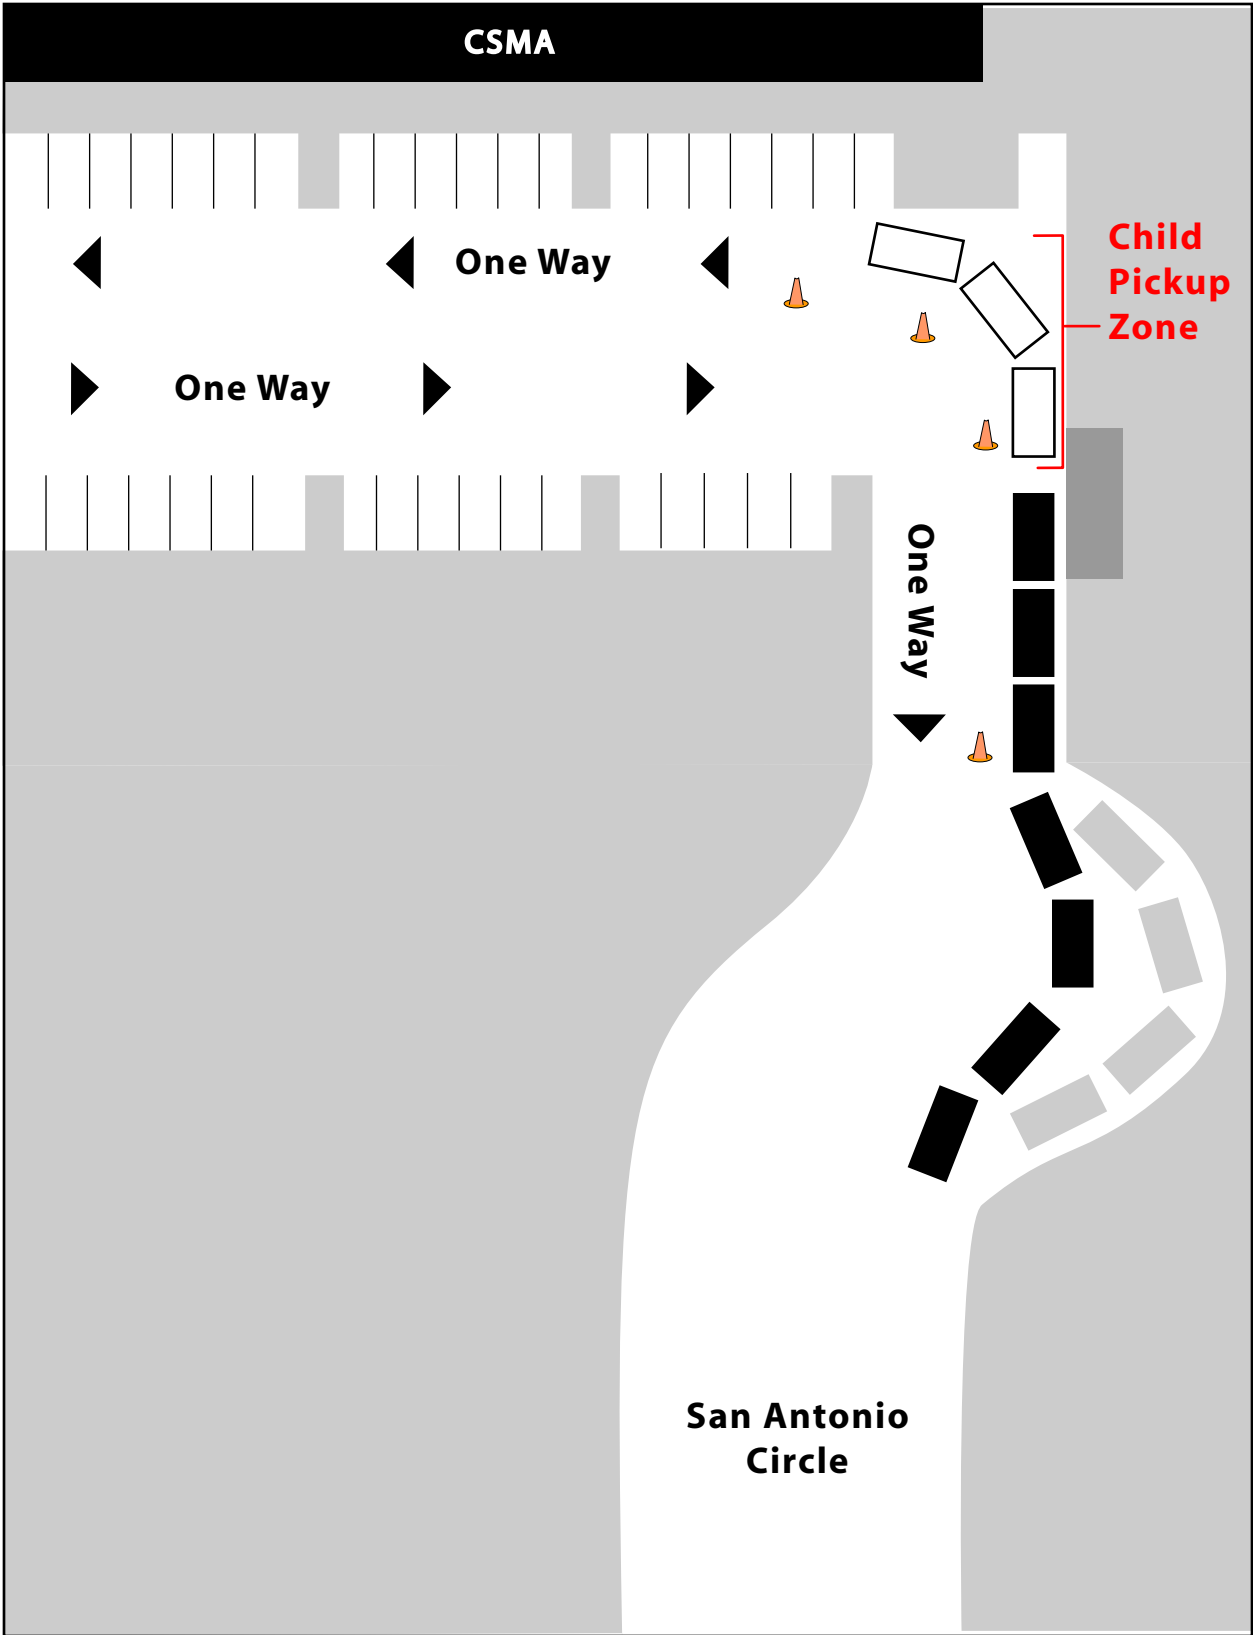 CSMA
One Way
Child
Pickup
Zone
One Way
One Way
San Antonio
Circle